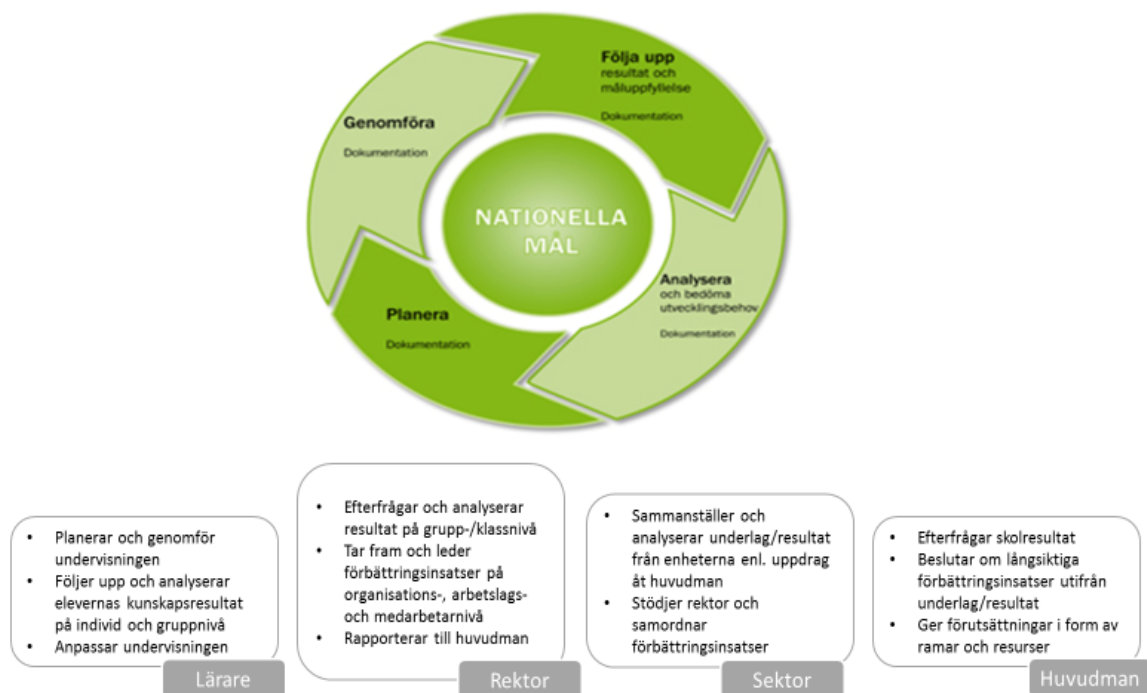 Följa upp
resultat och
måluppfyllelse
Dokumentation
Genomföra
Dokumentation
NATIONELLA
MÅL
Analysera
och bedöma
utvecklingsbehov
Dokumentation
Planera
Dokumentation
• Planerar och genomför
undervisningen
• Följer upp och analyserar
elevernas kunskapsresultat
på individ och gruppnivå
• Anpassar undervisningen
Lärare
• Efterfrågar och analyserar
resultat på grupp-/klassnivå
• Tar fram och leder
förbättringsinsatser på
organisations-, arbetslags-
och medarbetarnivå
• Rapporterar till huvudman
Rektor
• Sammanställer och
analyserar underlag/resultat
från enheterna enl. uppdrag
åt huvudman
• Stödjer rektor och
samordnar
förbättringsinsatser
Sektor
• Efterfrågar skolresultat
• Beslutar om långsiktiga
förbättringsinsatser utifrån
underlag/resultat
• Ger förutsättningar i form av
ramar och resurser
Huvudman